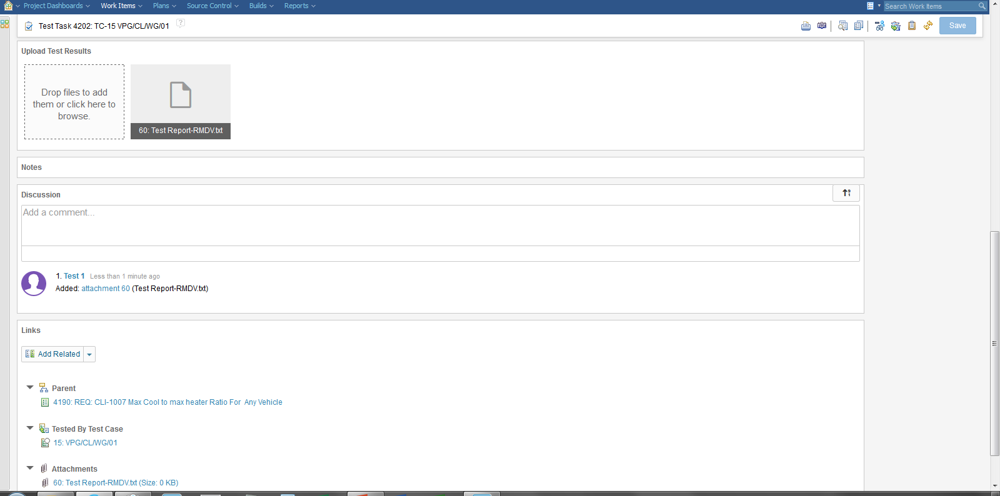 Project Dashboards Work Items Plans Source Control Builds Reports Search Work Items
Test Task 4202: TC-15 VPG/CL/WG/01 ? Save
Upload Test Results
Drop files to add
them or click here to
browse.
60: Test Report-RMDV.txt
Notes
Discussion
Add a comment...
1. Test 1 Less than 1 minute ago
Added: attachment 60 (Test Report-RMDV.txt)
Links
Add Related
Parent
4190: REQ: CLI-1007 Max Cool to max heater Ratio For Any Vehicle
Tested By Test Case
15: VPG/CL/WG/01
Attachments
60: Test Report-RMDV.txt (Size: 0 KB)